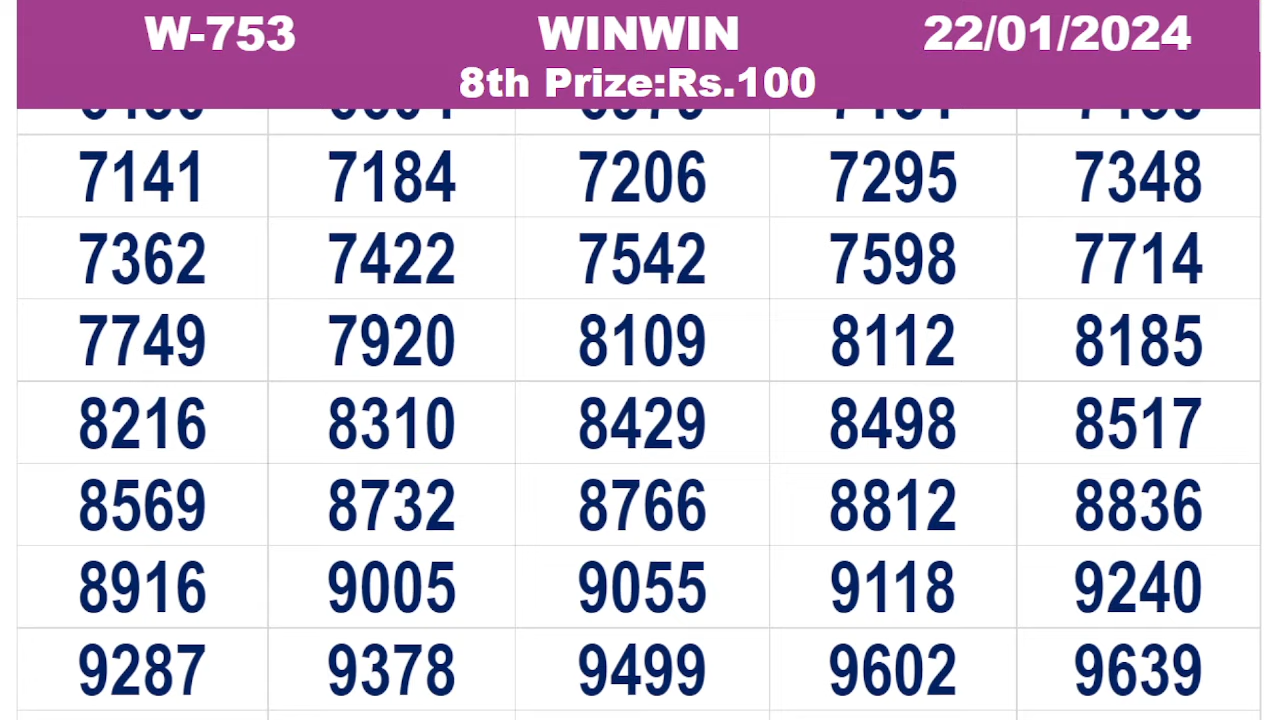 W-753 WINWIN 22/01/2024
8th Prize:Rs.100
7141 7184 7206 7295 7348
7362 7422 7542 7598 7714
7749 7920 8109 8112 8185
8216 8310 8429 8498 8517
8569 8732 8766 8812 8836
8916 9005 9055 9118 9240
9287 9378 9499 9602 9639